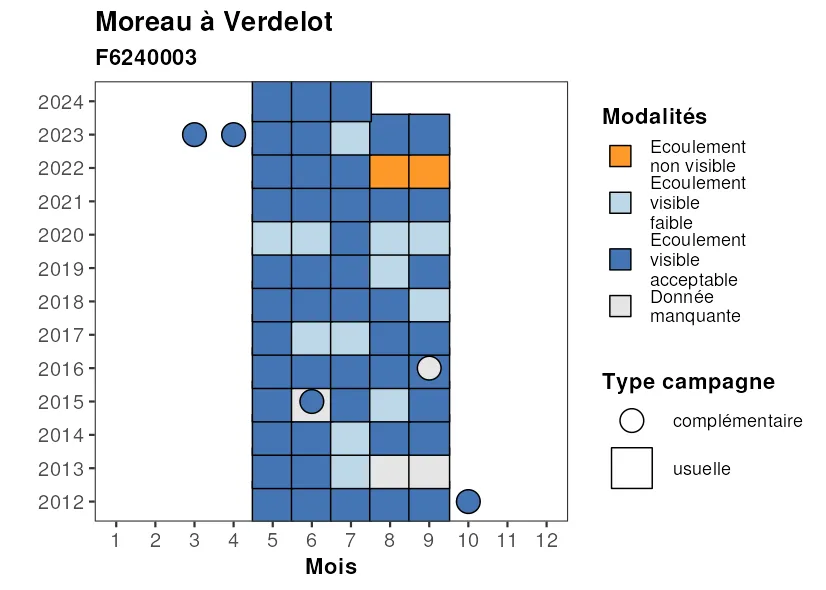 Moreau à Verdelot
F6240003
2024
2023
2022
2021
2020
2019
2018
2017
2016
2015
2014
2013
2012
1 2 3 4 5 6 7 8 9 10 11 12
Mois
Modalités
Ecoulement
non visible
Ecoulement
visible
faible
Ecoulement
visible
acceptable
Donnée
manquante
Type campagne
complémentaire
usuelle